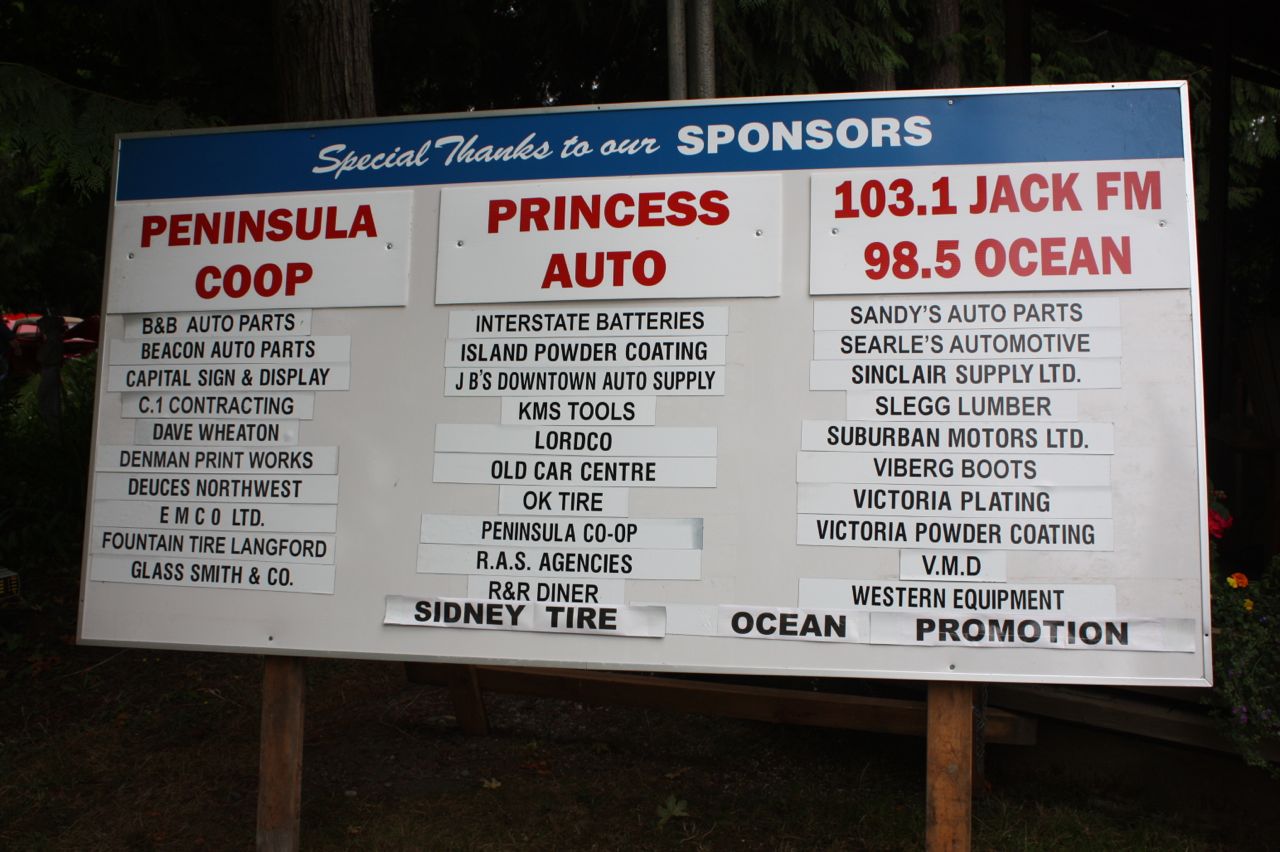 Special Thanks to our SPONSORS
PENINSULA
COOP
B&B AUTO PARTS
BEACON AUTO PARTS
CAPITAL SIGN & DISPLAY
C.1 CONTRACTING
DAVE WHEATON
DENMAN PRINT WORKS
DEUCES NORTHWEST
E M C O LTD.
FOUNTAIN TIRE LANGFORD
GLASS SMITH & CO.
PRINCESS
AUTO
INTERSTATE BATTERIES
ISLAND POWDER COATING
J B'S DOWNTOWN AUTO SUPPLY
KMS TOOLS
LORDCO
OLD CAR CENTRE
OK TIRE
PENINSULA CO-OP
R.A.S. AGENCIES
R&R DINER
SIDNEY TIRE
103.1 JACK FM
98.5 OCEAN
SANDY'S AUTO PARTS
SEARLE'S AUTOMOTIVE
SINCLAIR SUPPLY LTD.
SLEGG LUMBER
SUBURBAN MOTORS LTD.
VIBERG BOOTS
VICTORIA PLATING
VICTORIA POWDER COATING
V.M.D
WESTERN EQUIPMENT
OCEAN PROMOTION